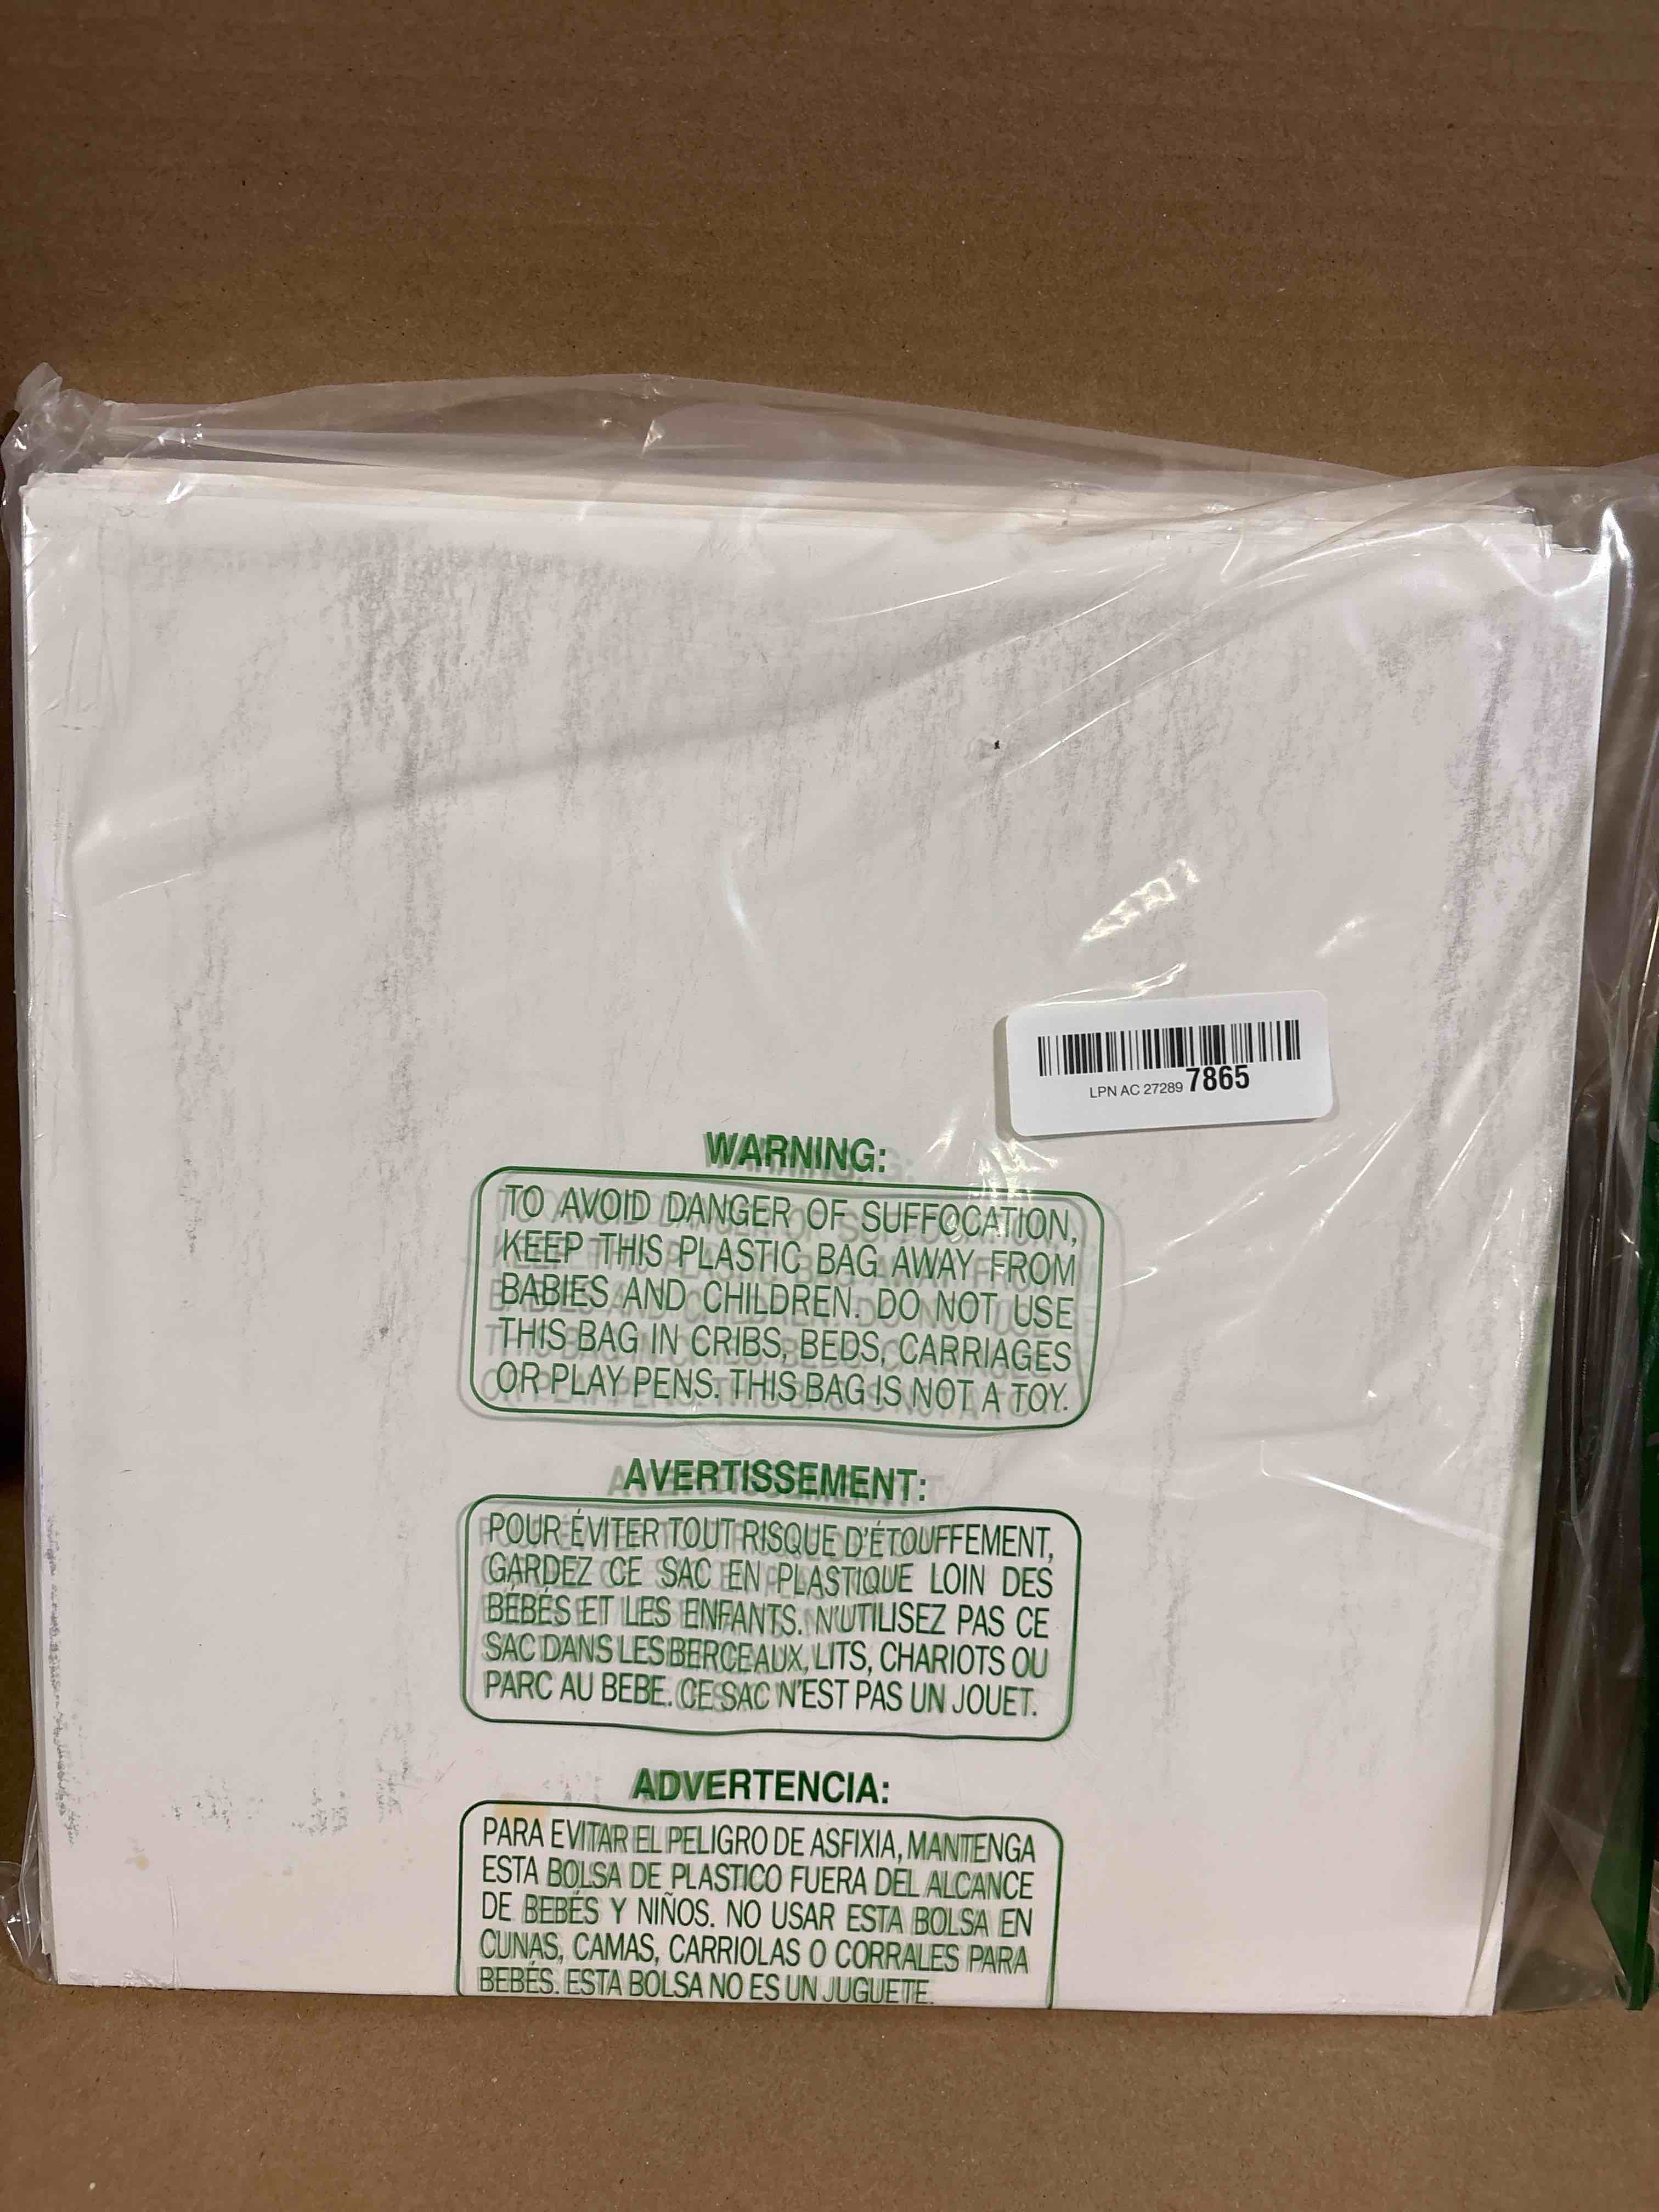 LPN AC 27289 7865
WARNING:
TO AVOID DANGER OF SUFFOCATION,
KEEP THIS PLASTIC BAG AWAY FROM
BABIES AND CHILDREN. DO NOT USE
THIS BAG IN CRIBS, BEDS, CARRIAGES
OR PLAY PENS. THIS BAG IS NOT A TOY.
AVERTISSEMENT:
POUR ÉVITER TOUT RISQUE D'ÉTOUFFEMENT,
GARDEZ CE SAC EN PLASTIQUE LOIN DES
BÉBÉS ET LES ENFANTS. N'UTILISEZ PAS CE
SAC DANS LES BERCEAUX, LITS, CHARIOTS OU
PARC AU BEBE. CE SAC N'EST PAS UN JOUET.
ADVERTENCIA:
PARA EVITAR EL PELIGRO DE ASFIXIA, MANTENGA
ESTA BOLSA DE PLASTICO FUERA DEL ALCANCE
DE BEBÉS Y NIÑOS. NO USAR ESTA BOLSA EN
CUNAS, CAMAS, CARRIOLAS O CORRALES PARA
BEBÉS. ESTA BOLSA NO ES UN JUGUETE.